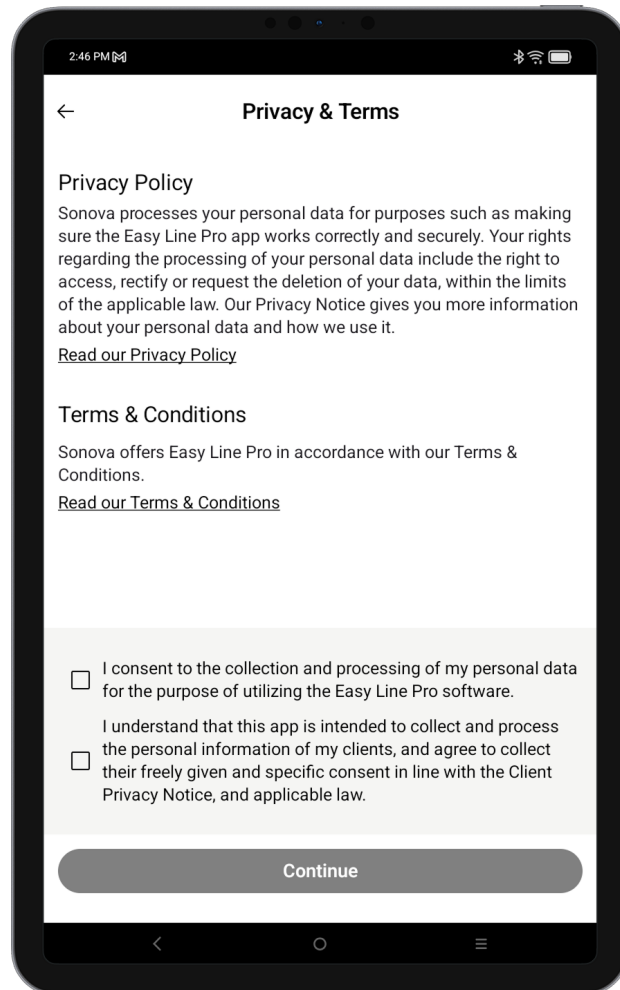 2:46 PM
Privacy & Terms
Privacy Policy
Sonova processes your personal data for purposes such as making
sure the Easy Line Pro app works correctly and securely. Your rights
regarding the processing of your personal data include the right to
access, rectify or request the deletion of your data, within the limits
of the applicable law. Our Privacy Notice gives you more information
about your personal data and how we use it.
Read our Privacy Policy
Terms & Conditions
Sonova offers Easy Line Pro in accordance with our Terms &
Conditions.
Read our Terms & Conditions
I consent to the collection and processing of my personal data
for the purpose of utilizing the Easy Line Pro software.
I understand that this app is intended to collect and process
the personal information of my clients, and agree to collect
their freely given and specific consent in line with the Client
Privacy Notice, and applicable law.
Continue